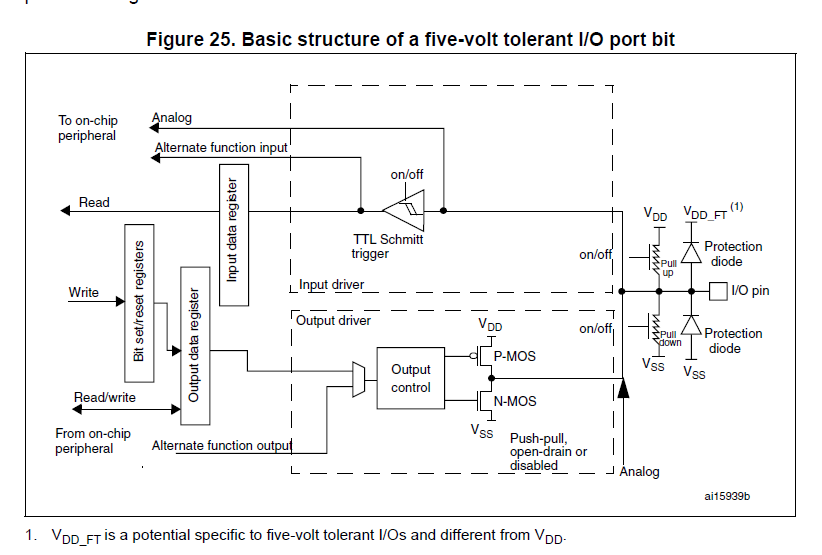 Figure 25. Basic structure of a five-volt tolerant I/O port bit
To on-chip
peripheral
Analog
Alternate function input
on/off
Read
Input data register
TTL Schmitt
trigger
Input driver
on/off
VDD
VDD_FT (1)
Pull
up
Protection
diode
I/O pin
Write
Bit set/reset registers
Output data register
Read/write
From on-chip
peripheral
Alternate function output
Output driver
Output
control
VDD
P-MOS
N-MOS
VSS
Push-pull,
open-drain or
disabled
on/off
Pull
down
VSS
Protection
diode
VSS
Analog
ai15939b
1. VDD_FT is a potential specific to five-volt tolerant I/Os and different from VDD.